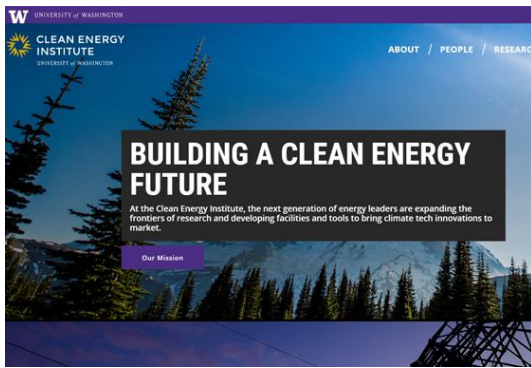 W UNIVERSITY of WASHINGTON
CLEAN ENERGY
INSTITUTE
UNIVERSITY of WASHINGTON
ABOUT / PEOPLE / RESEARC
BUILDING A CLEAN ENERGY
FUTURE
At the Clean Energy Institute, the next generation of energy leaders are expanding the
frontiers of research and developing facilities and tools to bring climate tech innovations to
market.
Our Mission